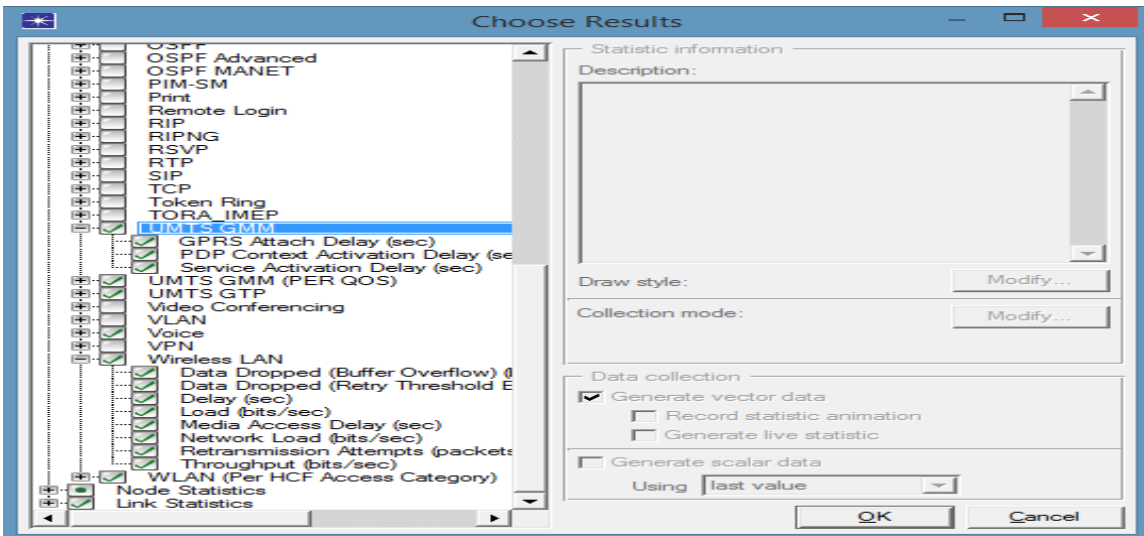 Choose Results
OSPF
OSPF Advanced
OSPF MANET
PIM-SM
Print
Remote Login
RIP
RIPNG
RSVP
RTP
SIP
TCP
Token Ring
TORA_IMEP
UMTS GMM
GPRS Attach Delay (sec)
PDP Context Activation Delay (se
Service Activation Delay (sec)
UMTS GMM (PER QOS)
UMTS GTP
Video Conferencing
VLAN
Voice
VPN
Wireless LAN
Data Dropped (Buffer Overflow) (
Data Dropped (Retry Threshold E
Delay (sec)
Load (bits/sec)
Media Access Delay (sec)
Network Load (bits/sec)
Retransmission Attempts (packets
Throughput (bits/sec)
WLAN (Per HCF Access Category)
Node Statistics
Link Statistics
Statistic information
Description:
Draw style:
Modify...
Collection mode:
Modify...
Data collection
Generate vector data
Record statistic animation
Generate live statistic
Generate scalar data
Using last value
OK Cancel